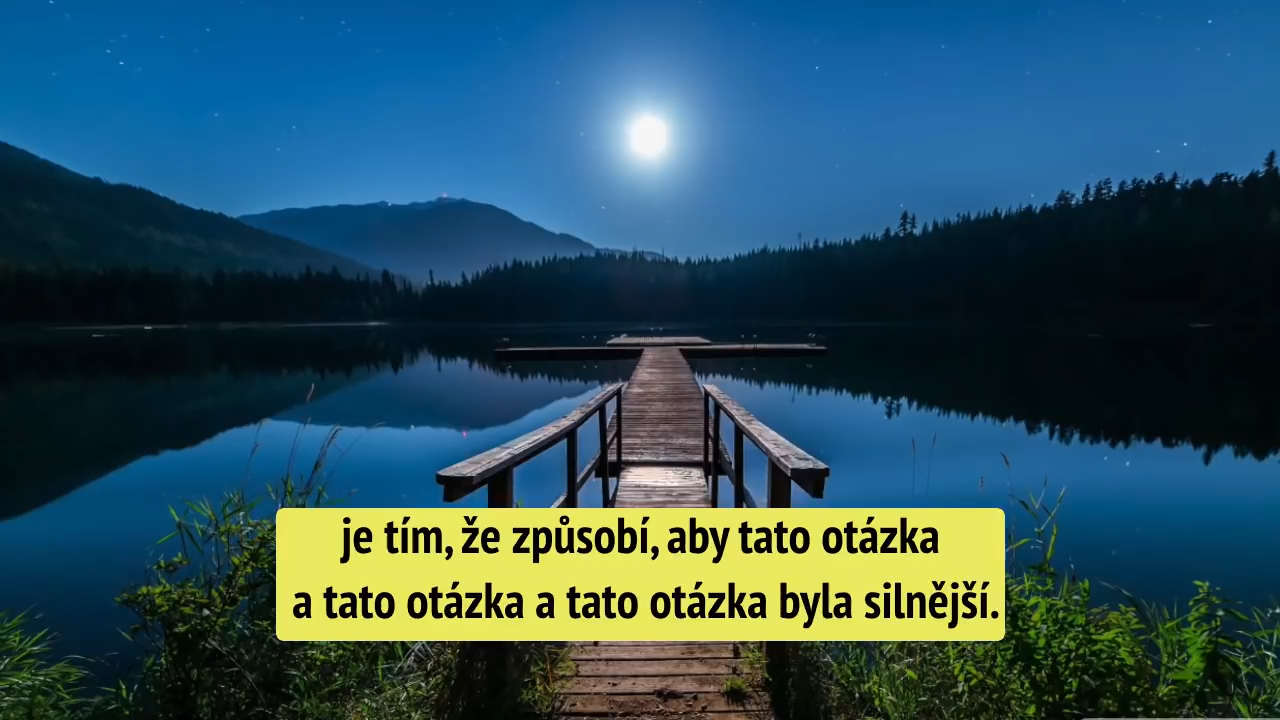 je tím, že způsobí, aby tato otázka
a tato otázka a tato otázka byla silnější.